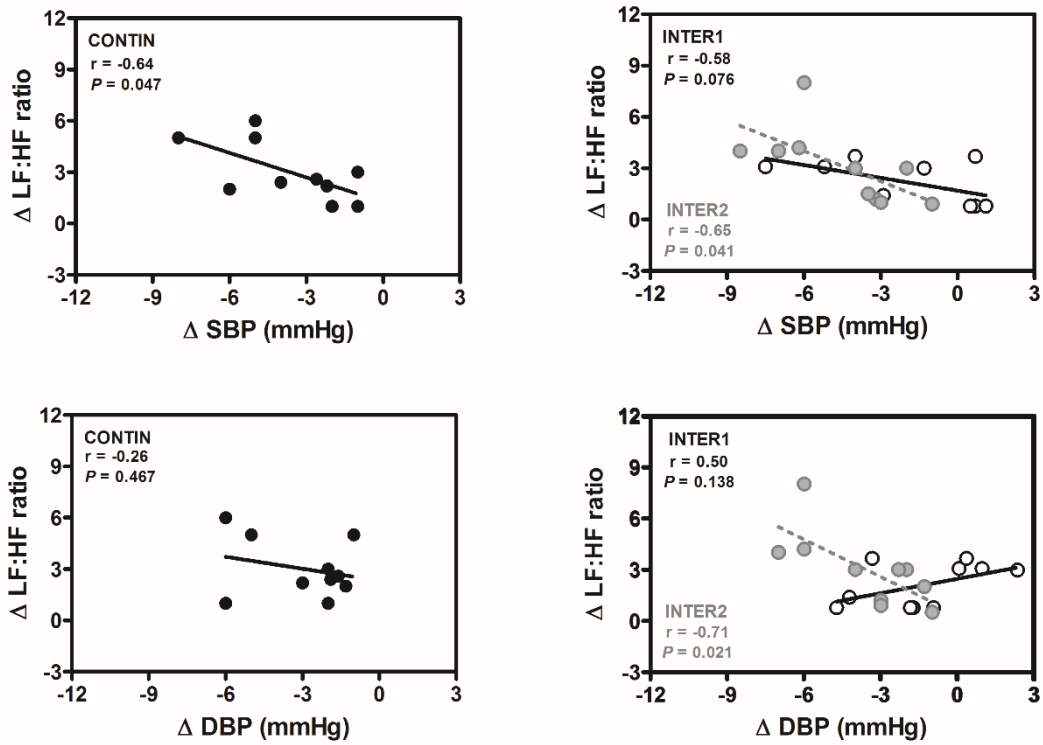 CONTIN
r = -0.64
P = 0.047
12
9
6
3
0
-3
Δ LF:HF ratio
-12
-9
-6
-3
0
3
Δ SBP (mmHg)
INTER1
r = -0.58
P = 0.076
INTER2
r = -0.65
P = 0.041
12
9
6
3
0
-3
Δ LF:HF ratio
-12
-9
-6
-3
0
3
Δ SBP (mmHg)
CONTIN
r = -0.26
P = 0.467
12
9
6
3
0
-3
Δ LF:HF ratio
-12
-9
-6
-3
0
3
Δ DBP (mmHg)
INTER1
r = 0.50
P = 0.138
INTER2
r = -0.71
P = 0.021
12
9
6
3
0
-3
Δ LF:HF ratio
-12
-9
-6
-3
0
3
Δ DBP (mmHg)